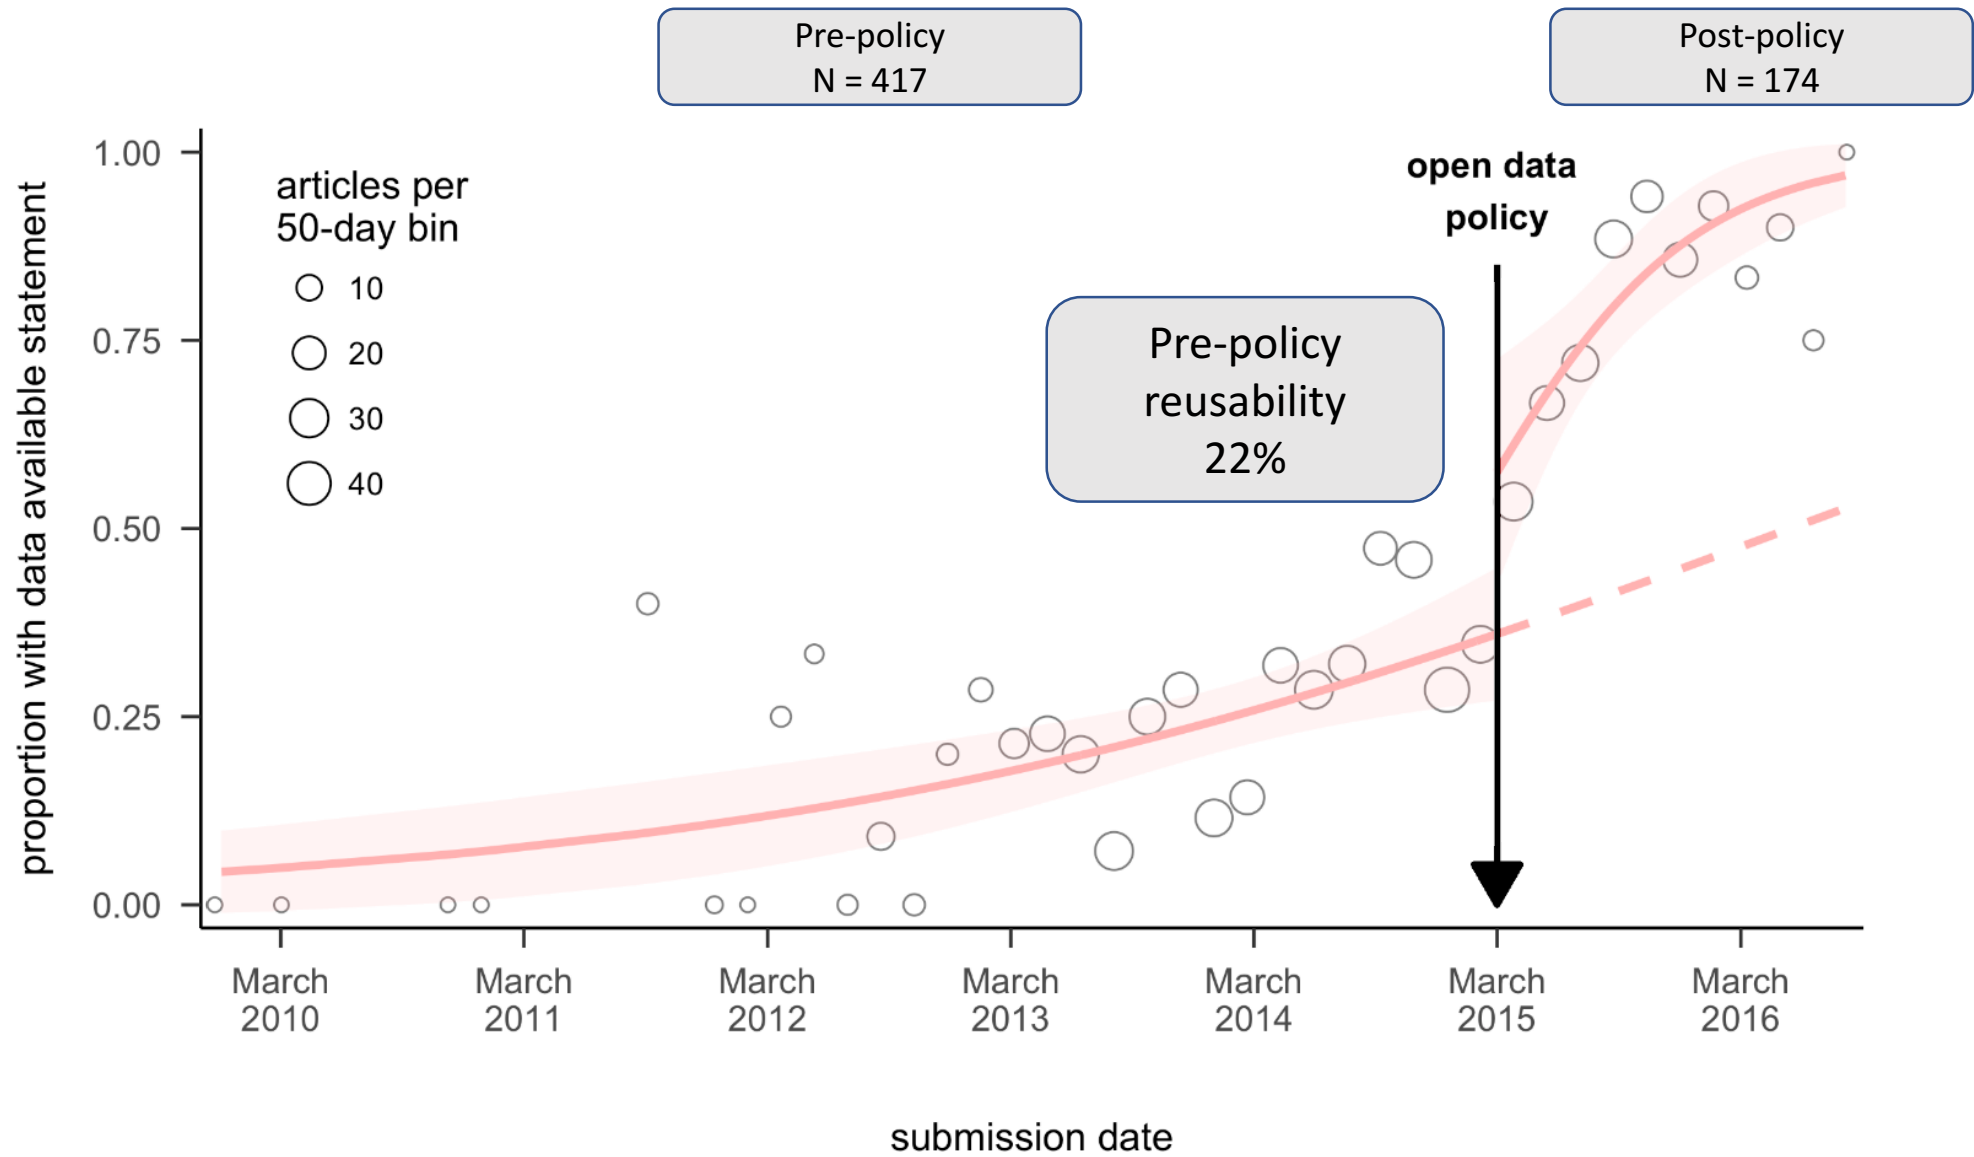 Pre-policy
N = 417
Post-policy
N = 174
proportion with data available statement
1.00
0.75
0.50
0.25
0.00
articles per
50-day bin
10
20
30
40
open data
policy
Pre-policy
reusability
22%
March
2010
March
2011
March
2012
March
2013
March
2014
March
2015
March
2016
submission date